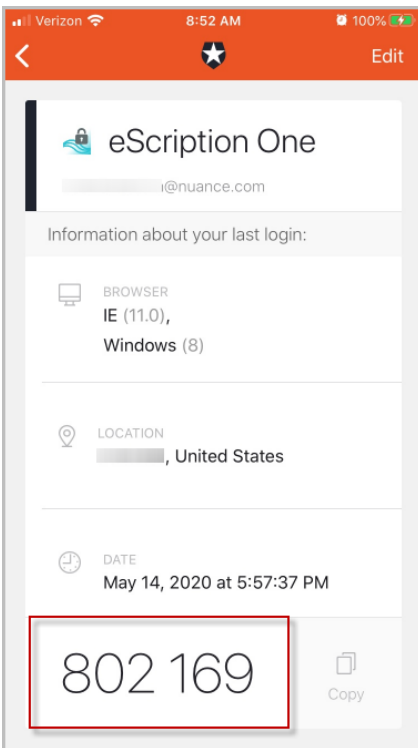 Verizon 8:52 AM 100%
Edit
eScription One
@nuance.com
Information about your last login:
BROWSER
IE (11.0),
Windows (8)
LOCATION
, United States
DATE
May 14, 2020 at 5:57:37 PM
802 169
Copy